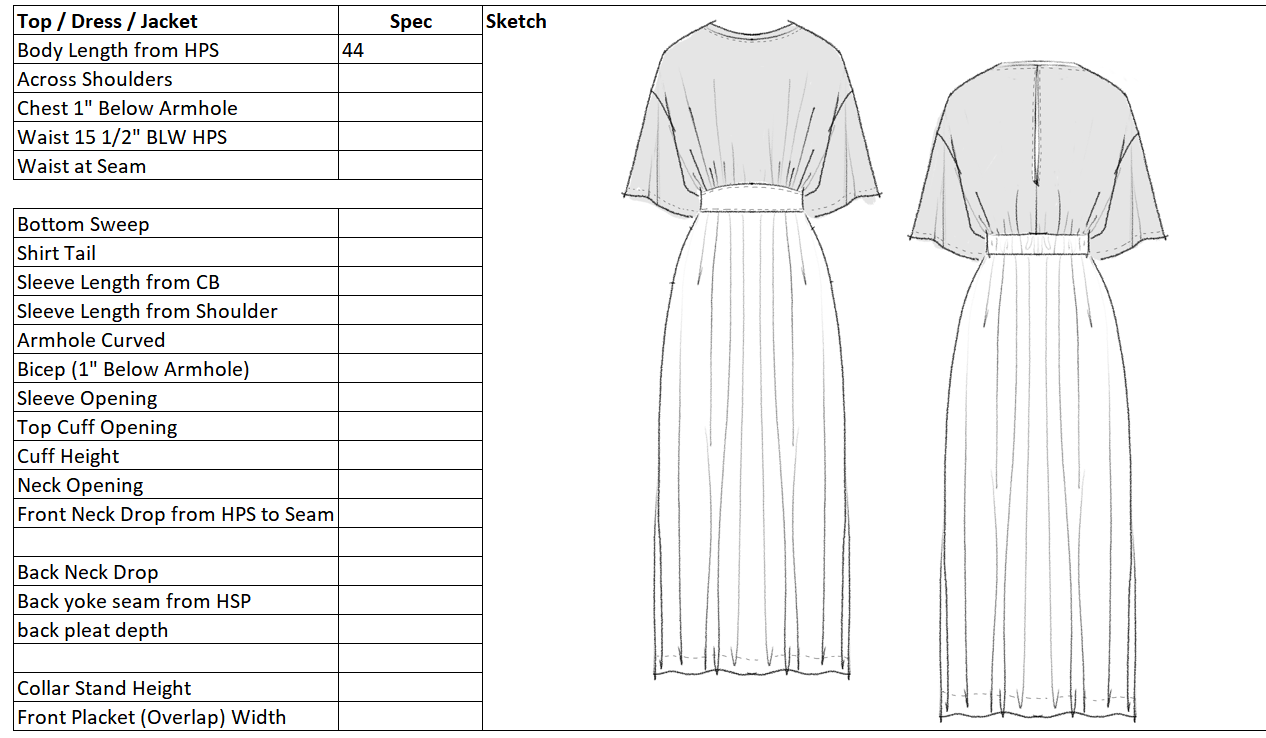 Top / Dress / Jacket Spec Sketch
Body Length from HPS 44
Across Shoulders
Chest 1" Below Armhole
Waist 15 1/2" BLW HPS
Waist at Seam
Bottom Sweep
Shirt Tail
Sleeve Length from CB
Sleeve Length from Shoulder
Armhole Curved
Bicep (1" Below Armhole)
Sleeve Opening
Top Cuff Opening
Cuff Height
Neck Opening
Front Neck Drop from HPS to Seam
Back Neck Drop
Back yoke seam from HSP
back pleat depth
Collar Stand Height
Front Placket (Overlap) Width